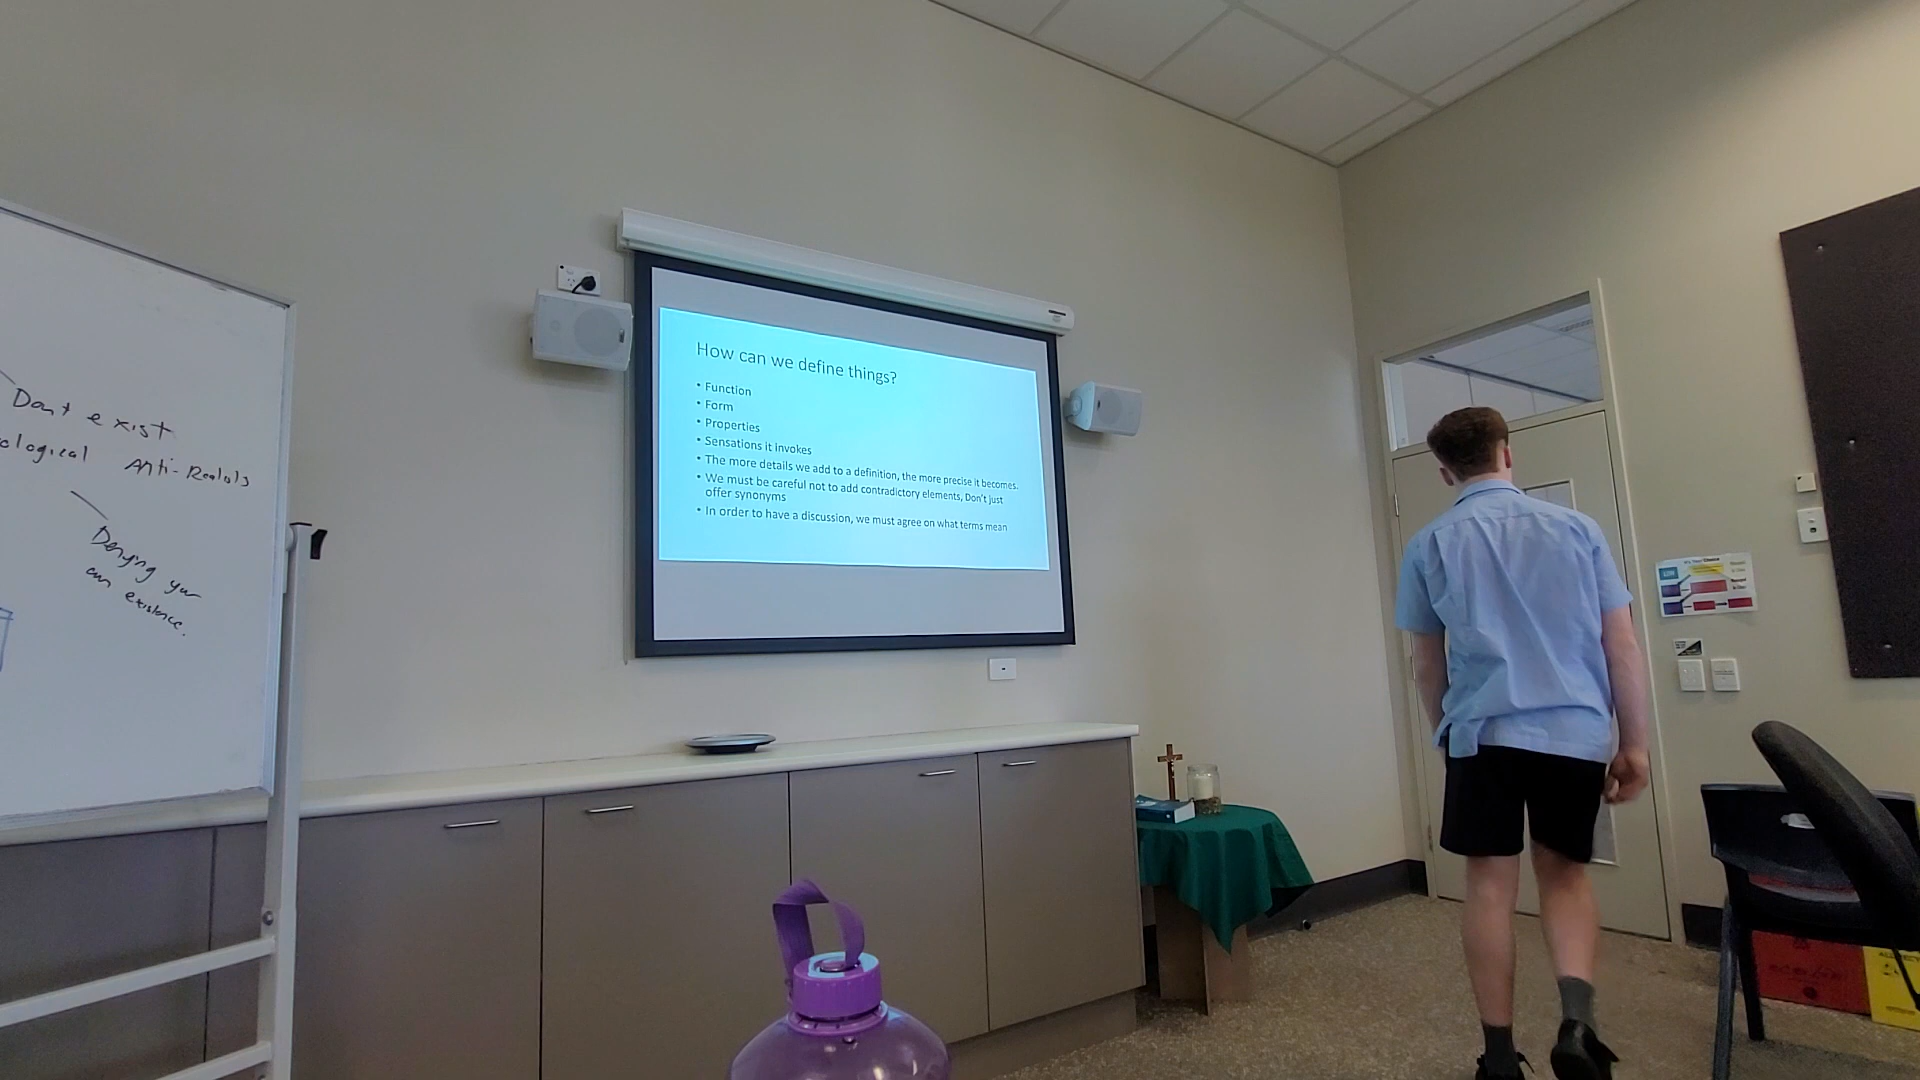 Dont exist
ological Anti-Realists
Denying your
own existence.
How can we define things?
• Function
• Form
• Properties
• Sensations it invokes
• The more details we add to a definition, the more precise it becomes.
• We must be careful not to add contradictory elements, Don't just
offer synonyms
• In order to have a discussion, we must agree on what terms mean